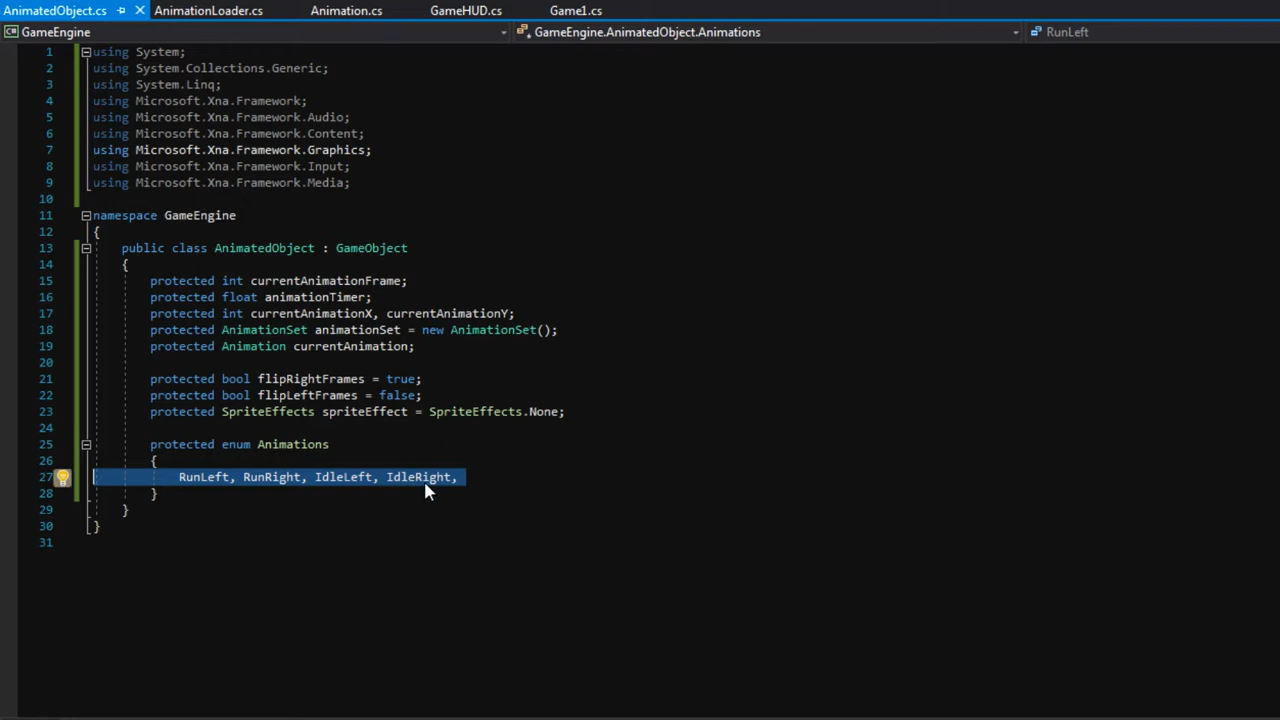 AnimatedObject.cs AnimationLoader.cs Animation.cs GameHUD.cs Game1.cs
GameEngine GameEngine.AnimatedObject.Animations RunLeft
1 using System;
2 using System.Collections.Generic;
3 using System.Linq;
4 using Microsoft.Xna.Framework;
5 using Microsoft.Xna.Framework.Audio;
6 using Microsoft.Xna.Framework.Content;
7 using Microsoft.Xna.Framework.Graphics;
8 using Microsoft.Xna.Framework.Input;
9 using Microsoft.Xna.Framework.Media;
10
11 namespace GameEngine
12 {
13 public class AnimatedObject : GameObject
14 {
15 protected int currentAnimationFrame;
16 protected float animationTimer;
17 protected int currentAnimationX, currentAnimationY;
18 protected AnimationSet animationSet = new AnimationSet();
19 protected Animation currentAnimation;
20
21 protected bool flipRightFrames = true;
22 protected bool flipLeftFrames = false;
23 protected SpriteEffects spriteEffect = SpriteEffects.None;
24
25 protected enum Animations
26 {
27 RunLeft, RunRight, IdleLeft, IdleRight,
28 }
29 }
30 }
31